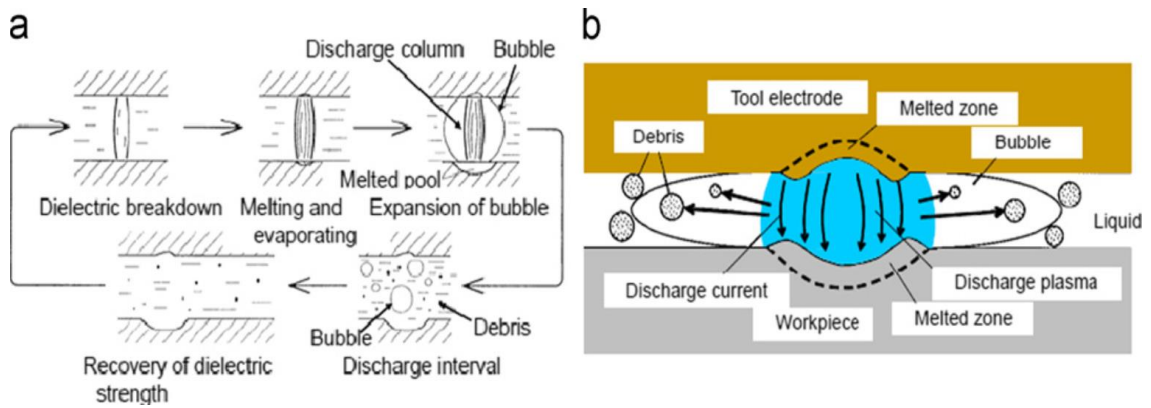 a
Discharge column
Bubble
Melted pool
Dielectric breakdown
Melting and
evaporating
Expansion of bubble
Bubble
Debris
Recovery of dielectric
strength
Discharge interval
b
Tool electrode
Melted zone
Debris
Bubble
Liquid
Discharge current
Discharge plasma
Workpiece
Melted zone